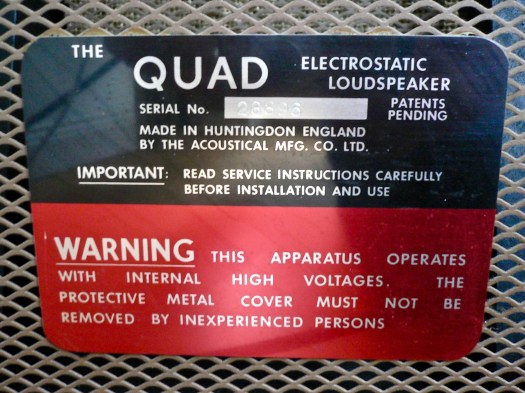 THE QUAD ELECTROSTATIC
LOUDSPEAKER
SERIAL No. PATENTS
PENDING
MADE IN HUNTINGDON ENGLAND
BY THE ACOUSTICAL MFG. CO. LTD.
IMPORTANT: READ SERVICE INSTRUCTIONS CAREFULLY
BEFORE INSTALLATION AND USE
WARNING THIS APPARATUS OPERATES
WITH INTERNAL HIGH VOLTAGES. THE
PROTECTIVE METAL COVER MUST NOT BE
REMOVED BY INEXPERIENCED PERSONS